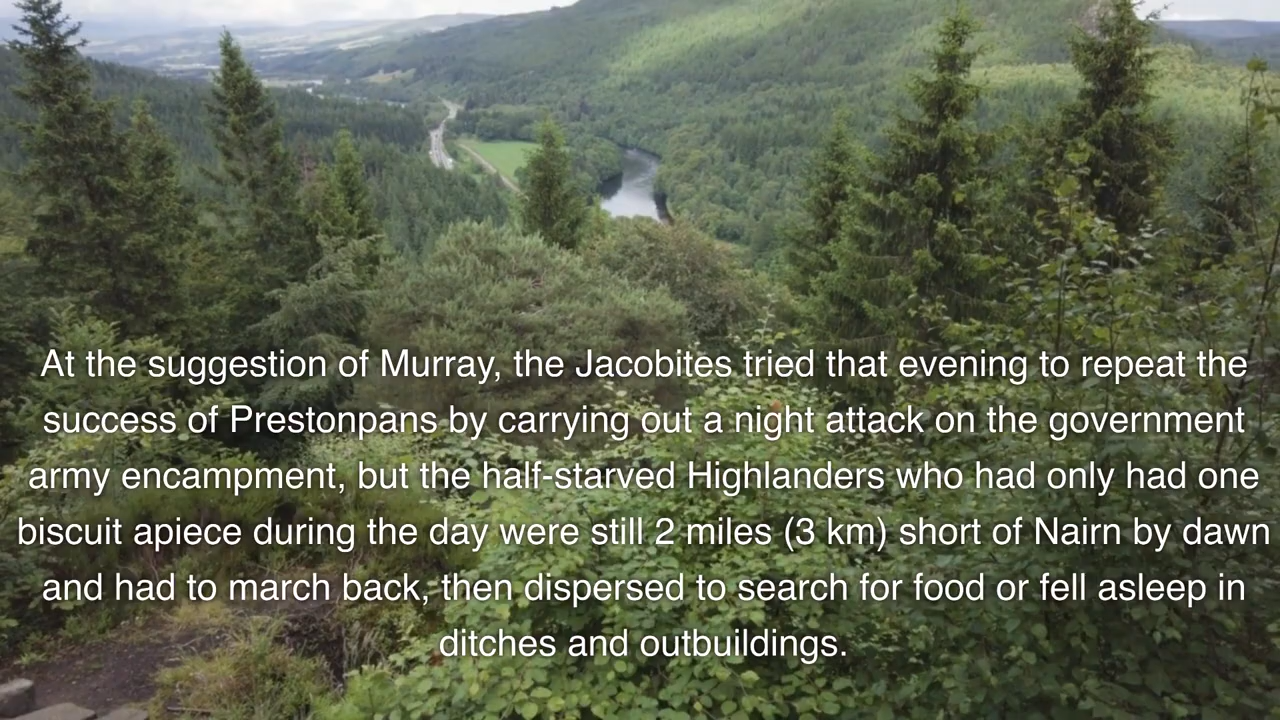 At the suggestion of Murray, the Jacobites tried that evening to repeat the
success of Prestonpans by carrying out a night attack on the government
army encampment, but the half-starved Highlanders who had only had one
biscuit apiece during the day were still 2 miles (3 km) short of Nairn by dawn
and had to march back, then dispersed to search for food or fell asleep in
ditches and outbuildings.